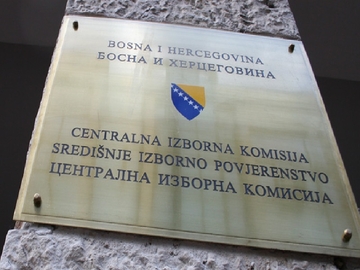 BOSNA I HERCEGOVINA
БОСНА И ХЕРЦЕГОВИНА
CENTRALNA IZBORNA KOMISIJA
SREDIŠNJE IZBORNO POVJERENSTVO
ЦЕНТРАЛНА ИЗБОРНА КОМИСИЈА